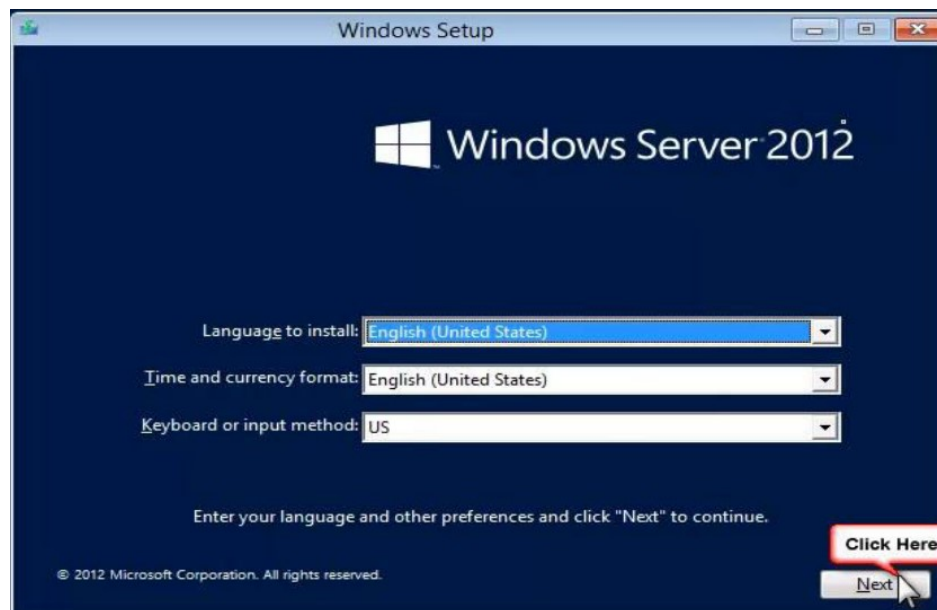 Windows Setup
Windows Server 2012
Language to install: English (United States)
Time and currency format: English (United States)
Keyboard or input method: US
Enter your language and other preferences and click "Next" to continue.
Click Here
© 2012 Microsoft Corporation. All rights reserved.
Next